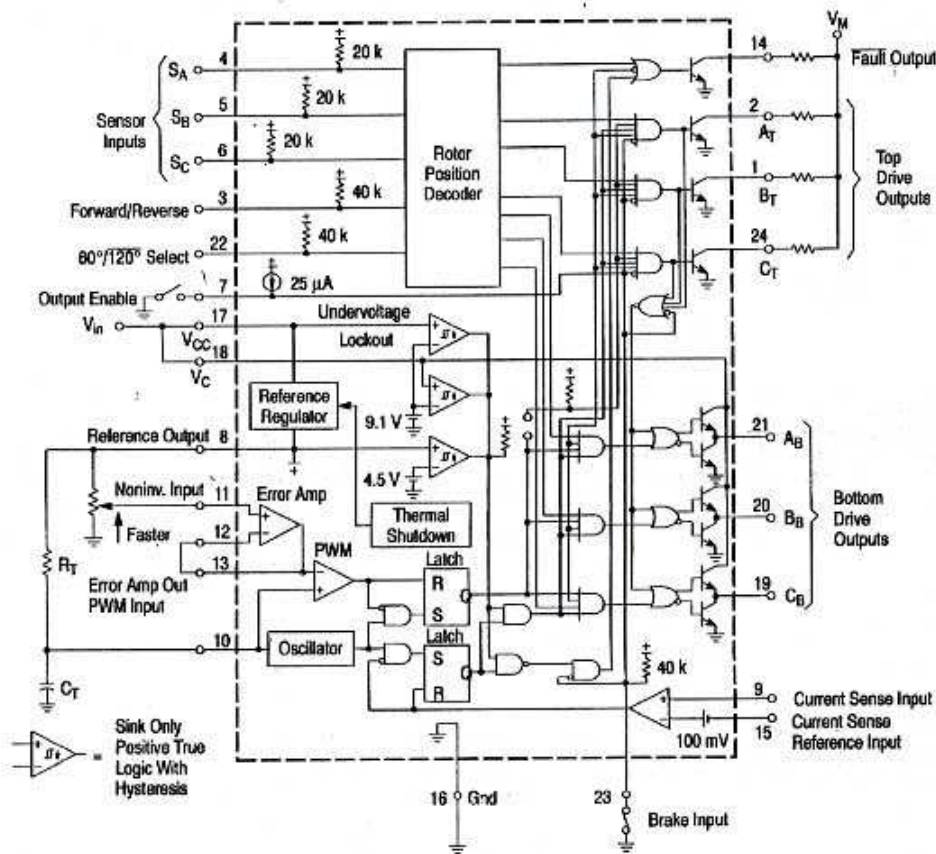 VM
14
Fault Output
4
SA
20 k
5
SB
20 k
Sensor
Inputs
6
SC
20 k
2
AT
Rotor
Position
Decoder
1
BT
Top
Drive
Outputs
3
Forward/Reverse
40 k
22
60°/120° Select
40 k
24
CT
Output Enable
7
25 µA
Vin
17
VCC
Undervoltage
Lockout
18
VC
Reference
Regulator
9.1 V
Reference Output
8
4.5 V
21
AB
Noninv. Input
11
Error Amp
Faster
12
Thermal
Shutdown
20
BB
Bottom
Drive
Outputs
RT
13
Error Amp Out
PWM Input
PWM
Latch
R
Q
S
19
CB
10
Oscillator
Latch
S
Q
R
40 k
CT
9
Current Sense Input
100 mV
15
Current Sense
Reference Input
=
Sink Only
Positive True
Logic With
Hysteresis
16
Gnd
23
Brake Input